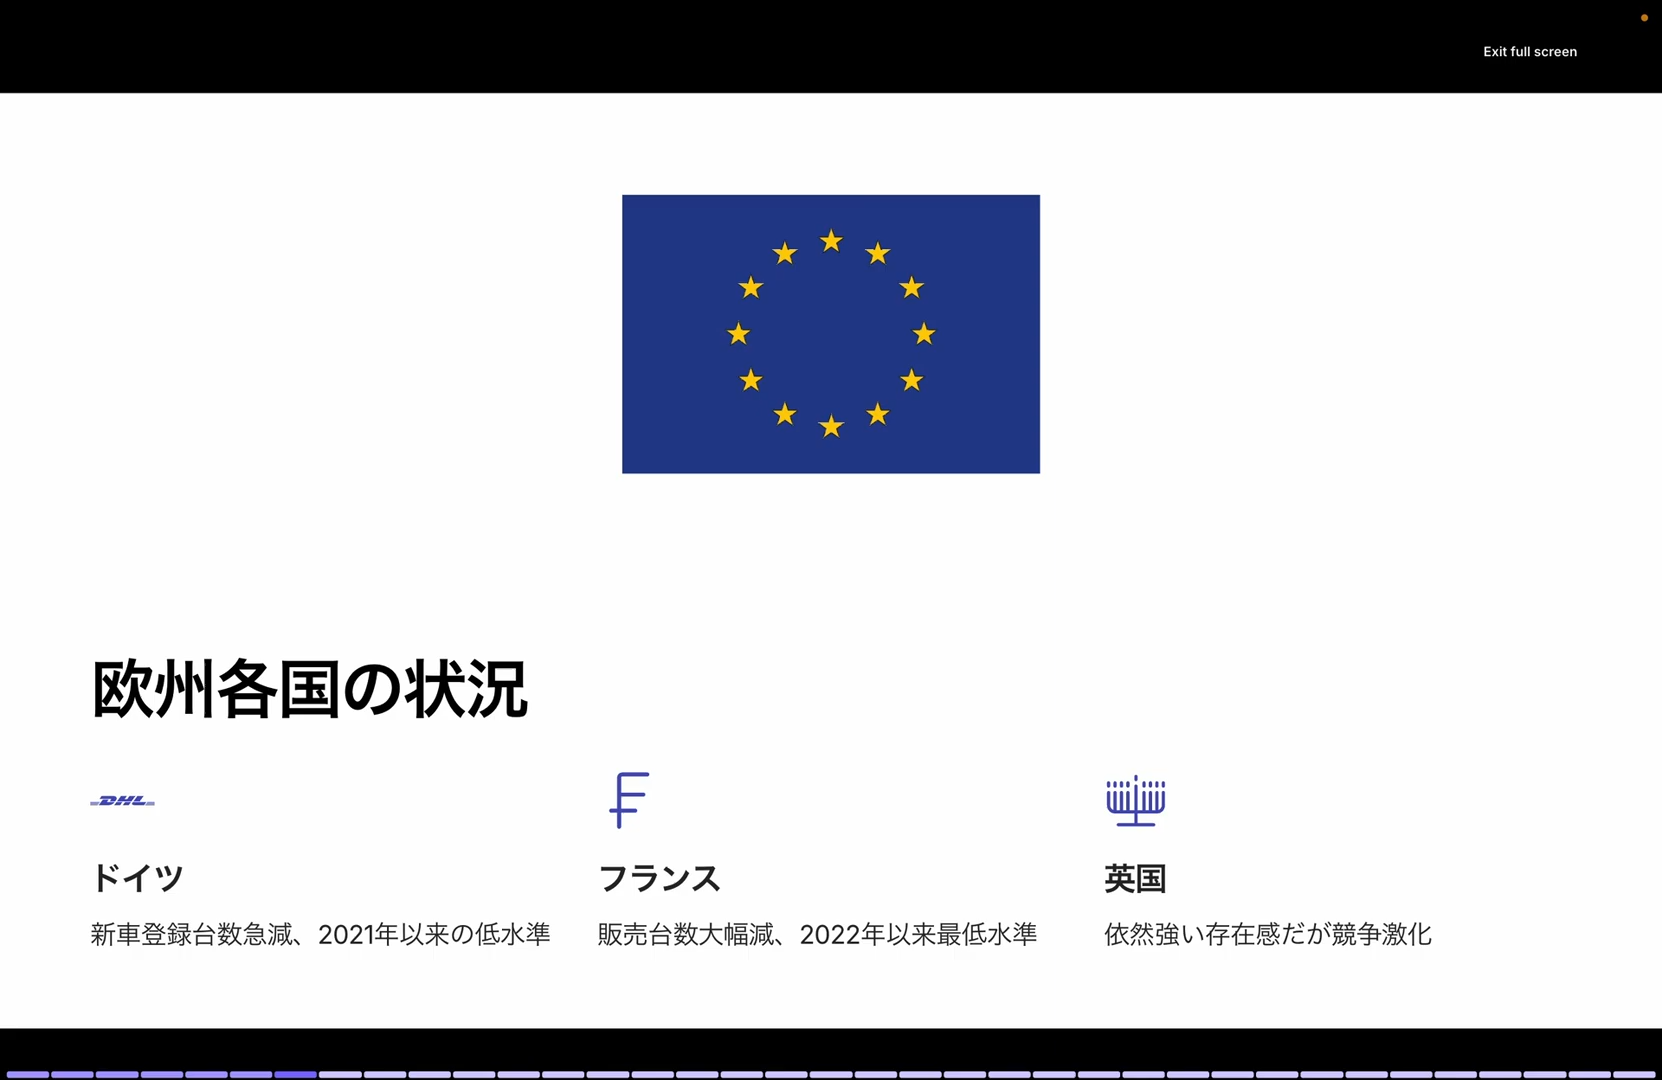 Exit full screen
欧州各国の状況
DHL
ドイツ
新車登録台数急減、2021年以来の低水準
フランス
販売台数大幅減、2022年以来最低水準
英国
依然強い存在感だが競争激化